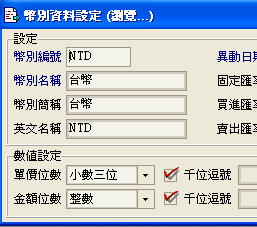 幣別資料設定 (瀏覽...)
設定
幣別編號 NTD 異動日期
幣別名稱 台幣 固定匯率
幣別簡稱 台幣 買進匯率
英文名稱 NTD 賣出匯率
數值設定
單價位數 小數三位 千位逗號
金額位數 整數 千位逗號